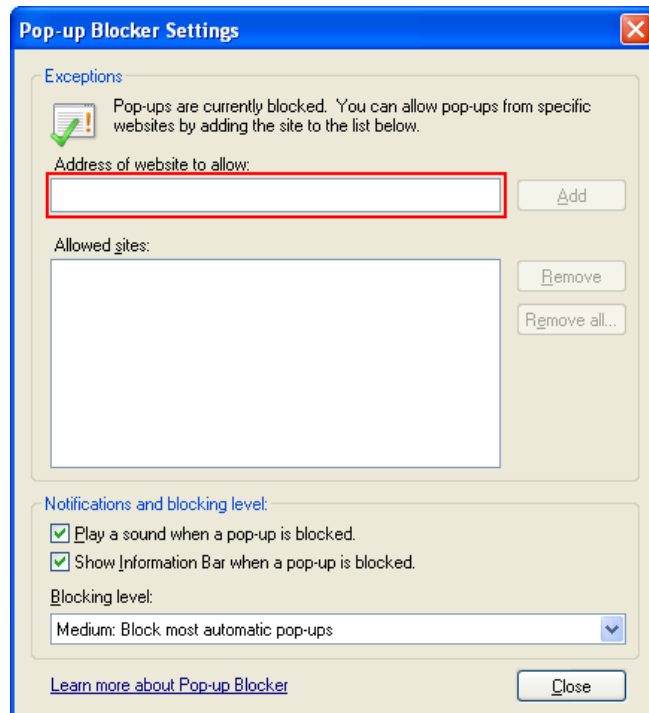 Pop-up Blocker Settings
Exceptions
Pop-ups are currently blocked. You can allow pop-ups from specific
websites by adding the site to the list below.
Address of website to allow:
Add
Allowed sites:
Remove
Remove all...
Notifications and blocking level:
Play a sound when a pop-up is blocked.
Show Information Bar when a pop-up is blocked.
Blocking level:
Medium: Block most automatic pop-ups
Learn more about Pop-up Blocker
Close